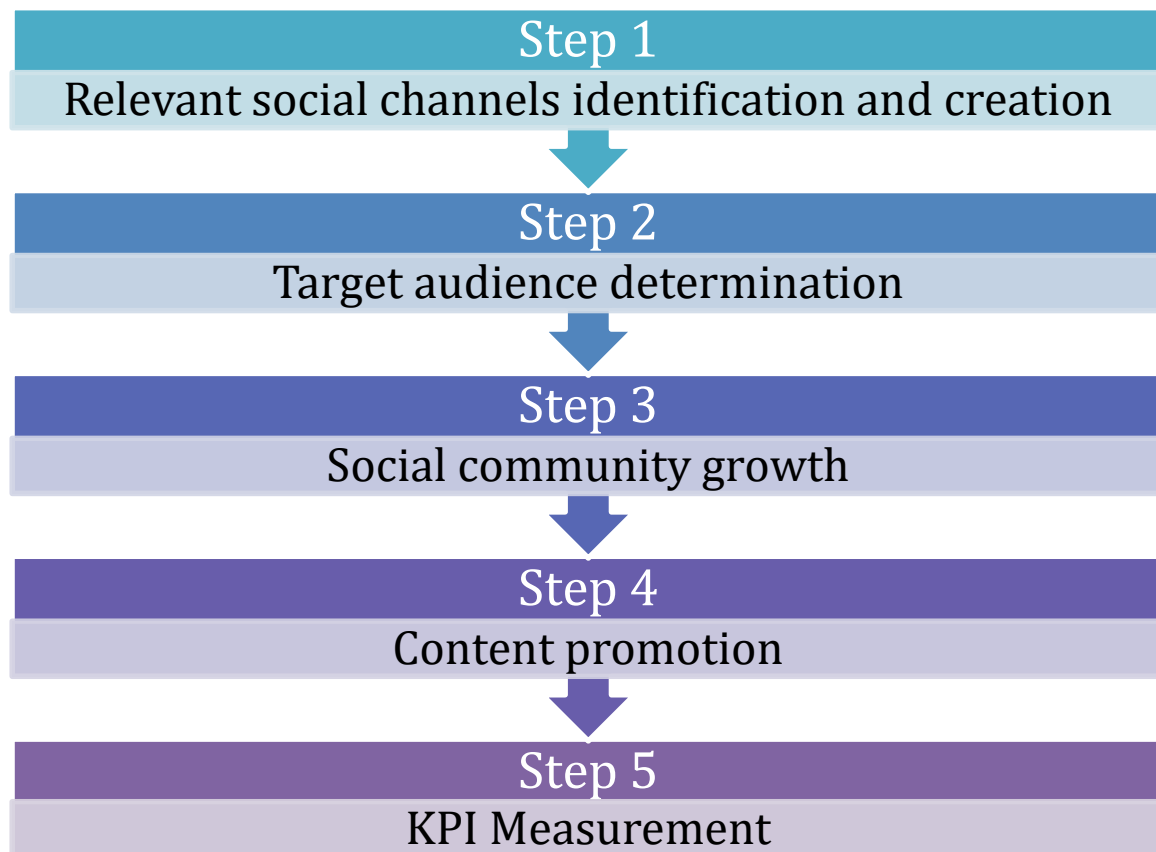 Step 1
Relevant social channels identification and creation
Step 2
Target audience determination
Step 3
Social community growth
Step 4
Content promotion
Step 5
KPI Measurement